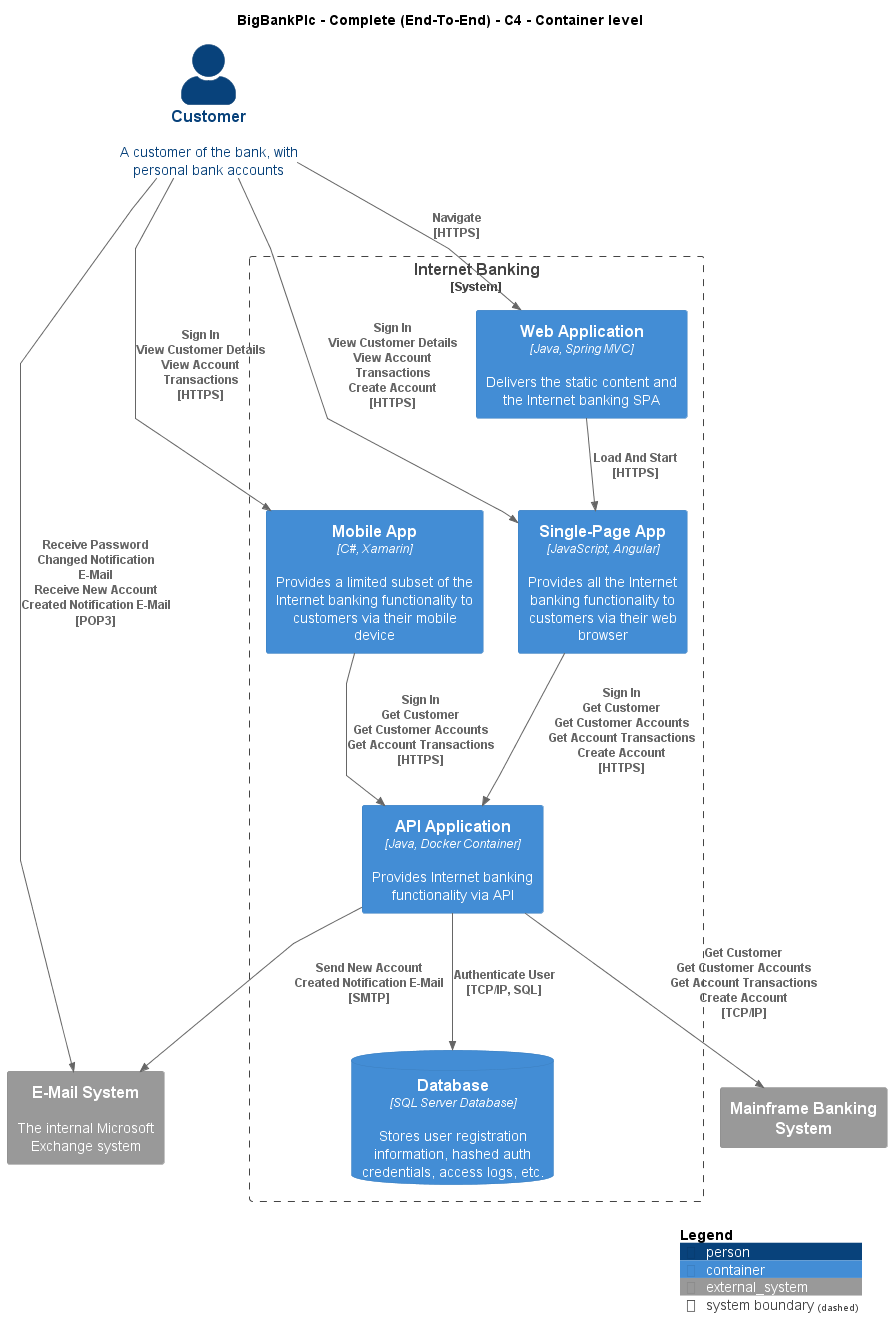 BigBankPlc - Complete (End-To-End) - C4 - Container level
Customer
A customer of the bank, with
personal bank accounts
Navigate
[HTTPS]
Internet Banking
[System]
Web Application
[Java, Spring MVC]
Delivers the static content and
the Internet banking SPA
Sign In
View Customer Details
View Account
Transactions
[HTTPS]
Sign In
View Customer Details
View Account
Transactions
Create Account
[HTTPS]
Load And Start
[HTTPS]
Mobile App
[C#, Xamarin]
Provides a limited subset of the
Internet banking functionality to
customers via their mobile
device
Single-Page App
[JavaScript, Angular]
Provides all the Internet
banking functionality to
customers via their web
browser
Receive Password
Changed Notification
E-Mail
Receive New Account
Created Notification E-Mail
[POP3]
Sign In
Get Customer
Get Customer Accounts
Get Account Transactions
[HTTPS]
Sign In
Get Customer
Get Customer Accounts
Get Account Transactions
Create Account
[HTTPS]
API Application
[Java, Docker Container]
Provides Internet banking
functionality via API
Send New Account
Created Notification E-Mail
[SMTP]
Authenticate User
[TCP/IP, SQL]
Get Customer
Get Customer Accounts
Get Account Transactions
Create Account
[TCP/IP]
E-Mail System
The internal Microsoft
Exchange system
Database
[SQL Server Database]
Stores user registration
information, hashed auth
credentials, access logs, etc.
Mainframe Banking
System
Legend
person
container
external_system
system boundary (dashed)